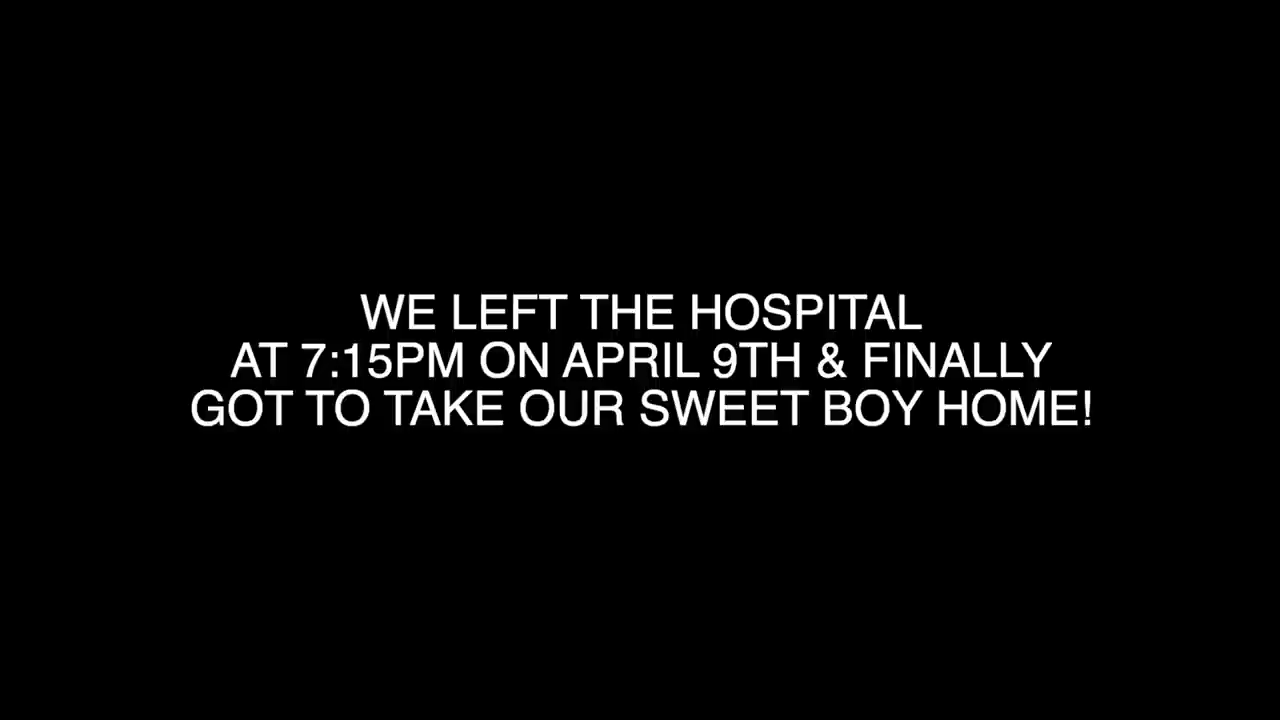 WE LEFT THE HOSPITAL
AT 7:15PM ON APRIL 9TH & FINALLY
GOT TO TAKE OUR SWEET BOY HOME!